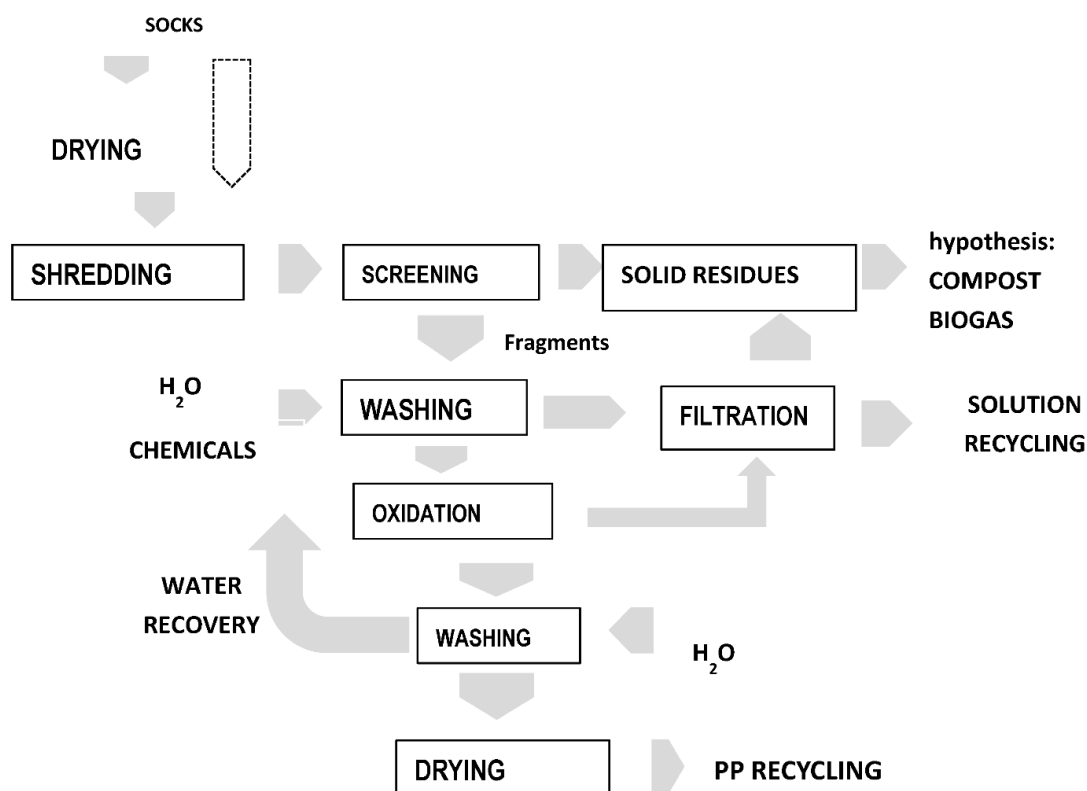 SOCKS
DRYING
SHREDDING
SCREENING
SOLID RESIDUES
hypothesis:
COMPOST
BIOGAS
Fragments
H₂O
CHEMICALS
WASHING
FILTRATION
SOLUTION
RECYCLING
OXIDATION
WATER
RECOVERY
WASHING
H₂O
DRYING
PP RECYCLING